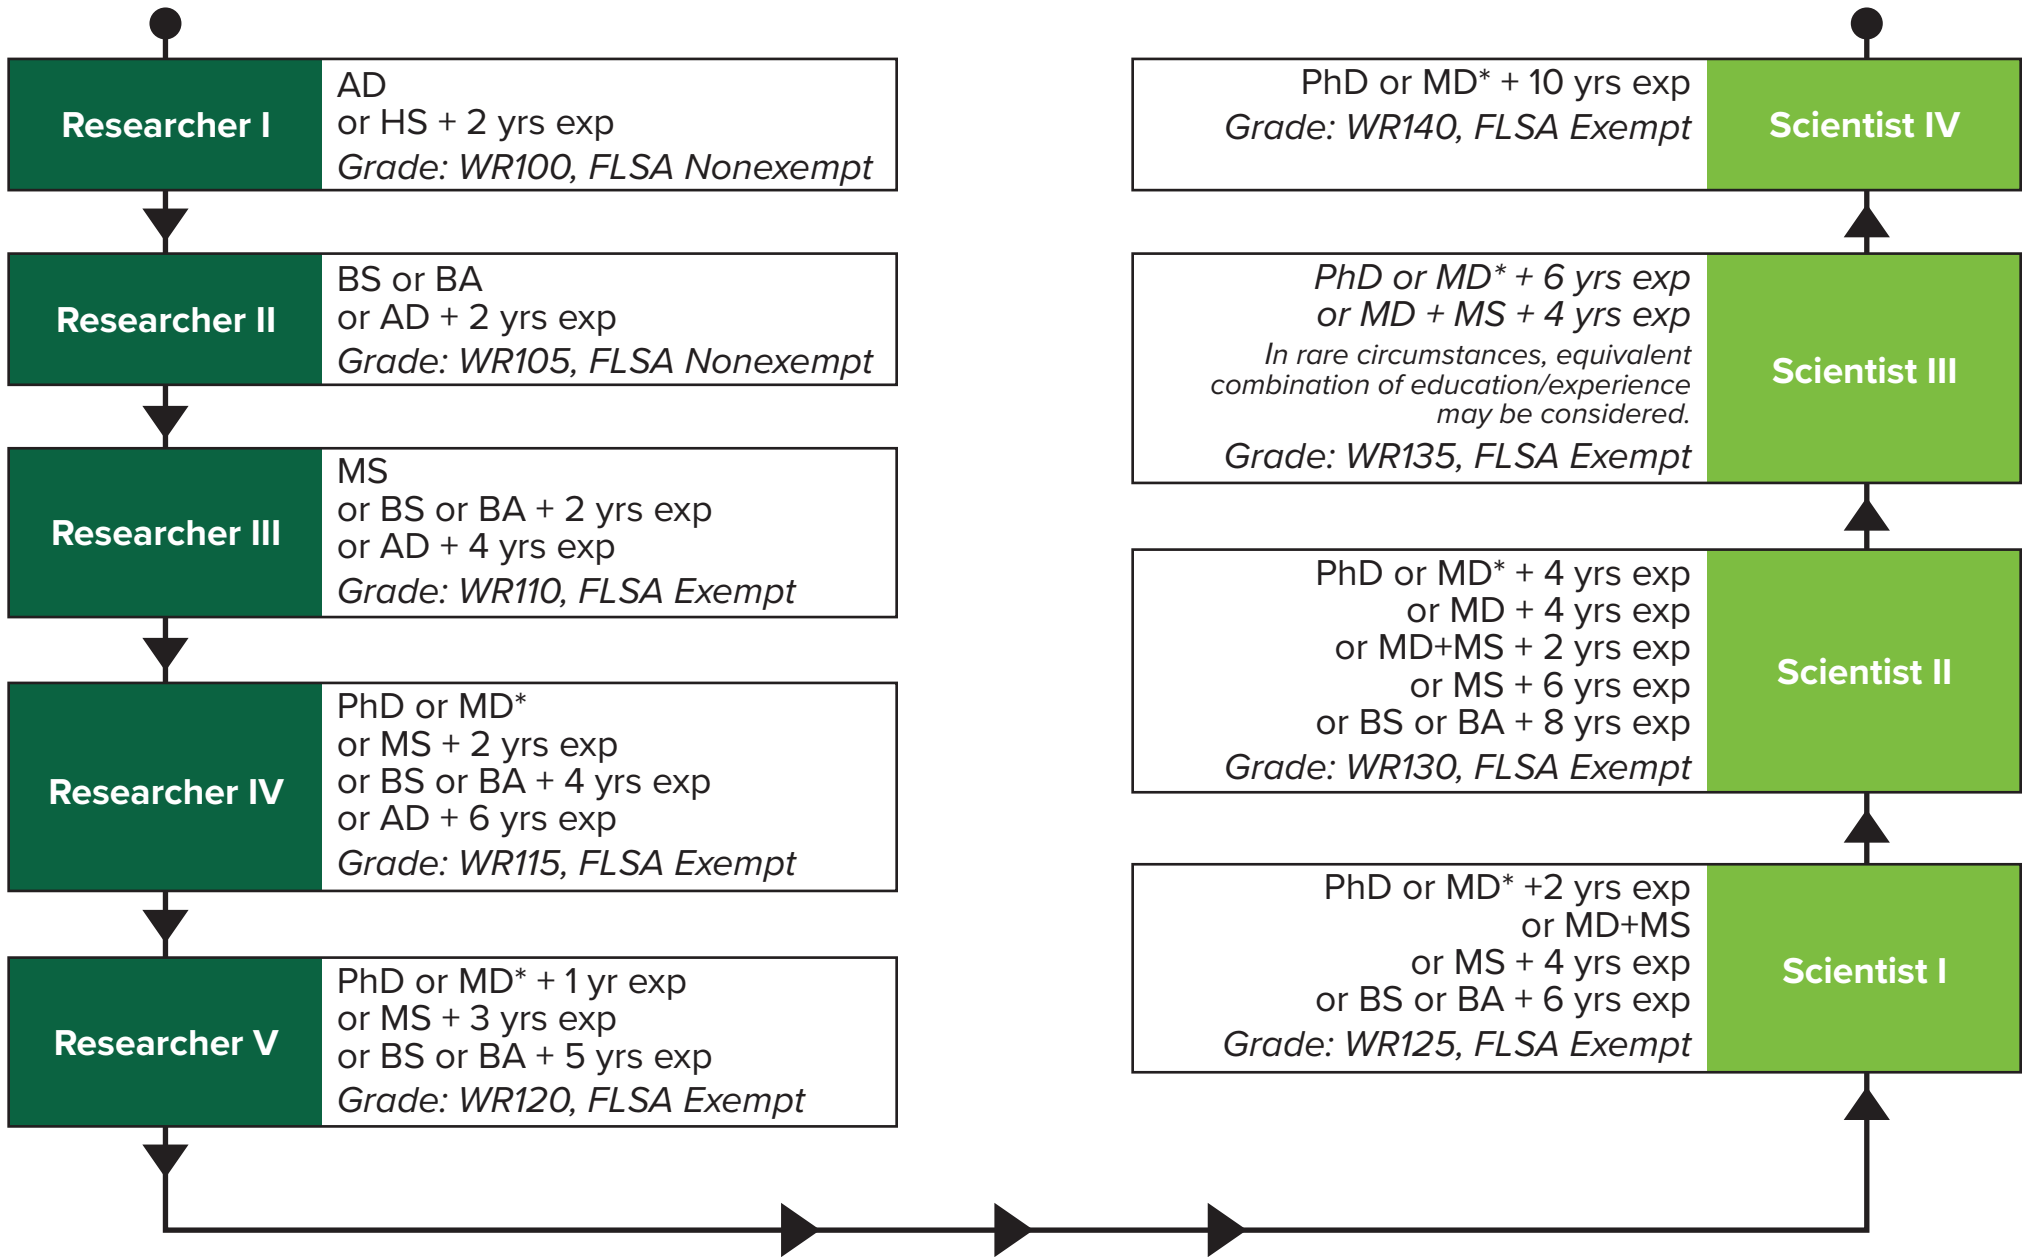 Researcher I
AD
or HS + 2 yrs exp
Grade: WR100, FLSA Nonexempt
Researcher II
BS or BA
or AD + 2 yrs exp
Grade: WR105, FLSA Nonexempt
Researcher III
MS
or BS or BA + 2 yrs exp
or AD + 4 yrs exp
Grade: WR110, FLSA Exempt
Researcher IV
PhD or MD*
or MS + 2 yrs exp
or BS or BA + 4 yrs exp
or AD + 6 yrs exp
Grade: WR115, FLSA Exempt
Researcher V
PhD or MD* + 1 yr exp
or MS + 3 yrs exp
or BS or BA + 5 yrs exp
Grade: WR120, FLSA Exempt
PhD or MD* + 10 yrs exp
Grade: WR140, FLSA Exempt
Scientist IV
PhD or MD* + 6 yrs exp
or MD + MS + 4 yrs exp
In rare circumstances, equivalent
combination of education/experience
may be considered.
Grade: WR135, FLSA Exempt
Scientist III
PhD or MD* + 4 yrs exp
or MD + 4 yrs exp
or MD+MS + 2 yrs exp
or MS + 6 yrs exp
or BS or BA + 8 yrs exp
Grade: WR130, FLSA Exempt
Scientist II
PhD or MD* +2 yrs exp
or MD+MS
or MS + 4 yrs exp
or BS or BA + 6 yrs exp
Grade: WR125, FLSA Exempt
Scientist I